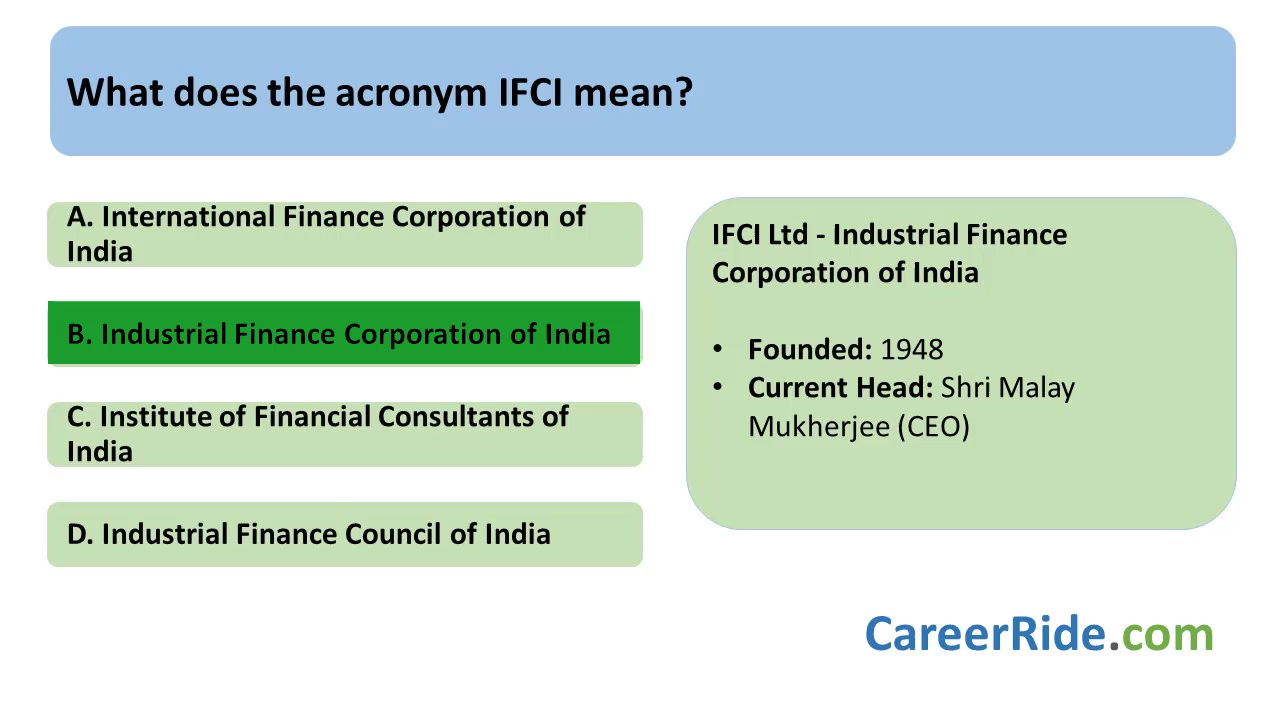 What does the acronym IFCI mean?
A. International Finance Corporation of
India
B. Industrial Finance Corporation of India
C. Institute of Financial Consultants of
India
D. Industrial Finance Council of India
IFCI Ltd - Industrial Finance
Corporation of India
• Founded: 1948
• Current Head: Shri Malay
Mukherjee (CEO)
CareerRide.com